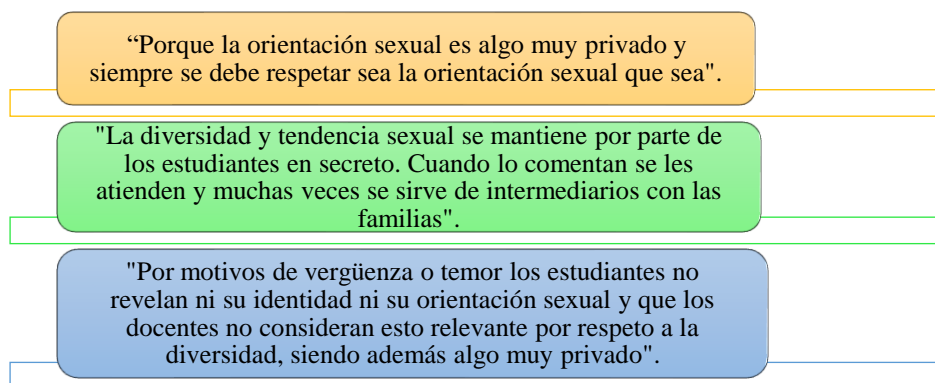 “Porque la orientación sexual es algo muy privado y
siempre se debe respetar sea la orientación sexual que sea".
"La diversidad y tendencia sexual se mantiene por parte de
los estudiantes en secreto. Cuando lo comentan se les
atienden y muchas veces se sirve de intermediarios con las
familias".
"Por motivos de vergüenza o temor los estudiantes no
revelan ni su identidad ni su orientación sexual y que los
docentes no consideran esto relevante por respeto a la
diversidad, siendo además algo muy privado".